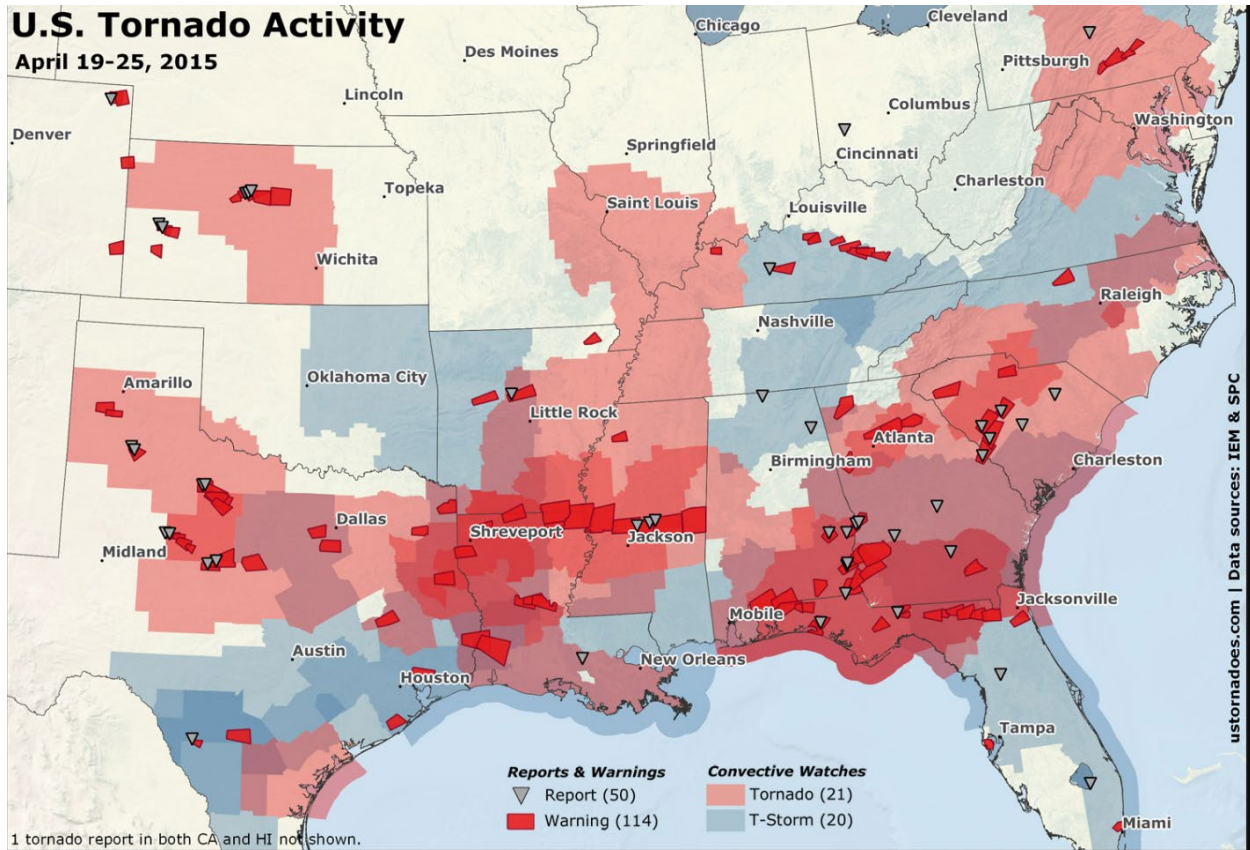 U.S. Tornado Activity
April 19-25, 2015
Chicago
Cleveland
Des Moines
Pittsburgh
Lincoln
Columbus
Denver
Washington
Springfield
Cincinnati
Topeka
Charleston
Saint Louis
Louisville
Wichita
Raleigh
Nashville
Amarillo
Oklahoma City
Little Rock
Atlanta
Birmingham
Charleston
Dallas
Shreveport
Jackson
Midland
Mobile
Jacksonville
Austin
New Orleans
Houston
Tampa
Miami
Reports & Warnings
Report (50)
Warning (114)
Convective Watches
Tornado (21)
T-Storm (20)
1 tornado report in both CA and HI not shown.
ustornadoes.com | Data sources: IEM & SPC